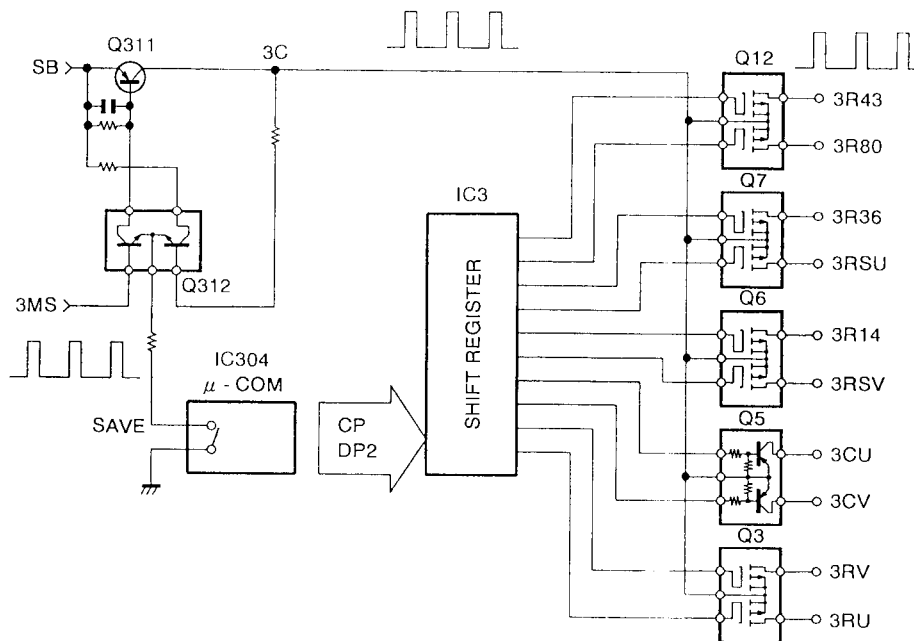 Q311
SB
3C
Q12
3R43
3R80
Q7
3R36
3RSU
IC3
SHIFT REGISTER
Q312
3MS
Q6
3R14
3RSV
IC304
μ-COM
SAVE
CP
DP2
Q5
3CU
3CV
Q3
3RV
3RU